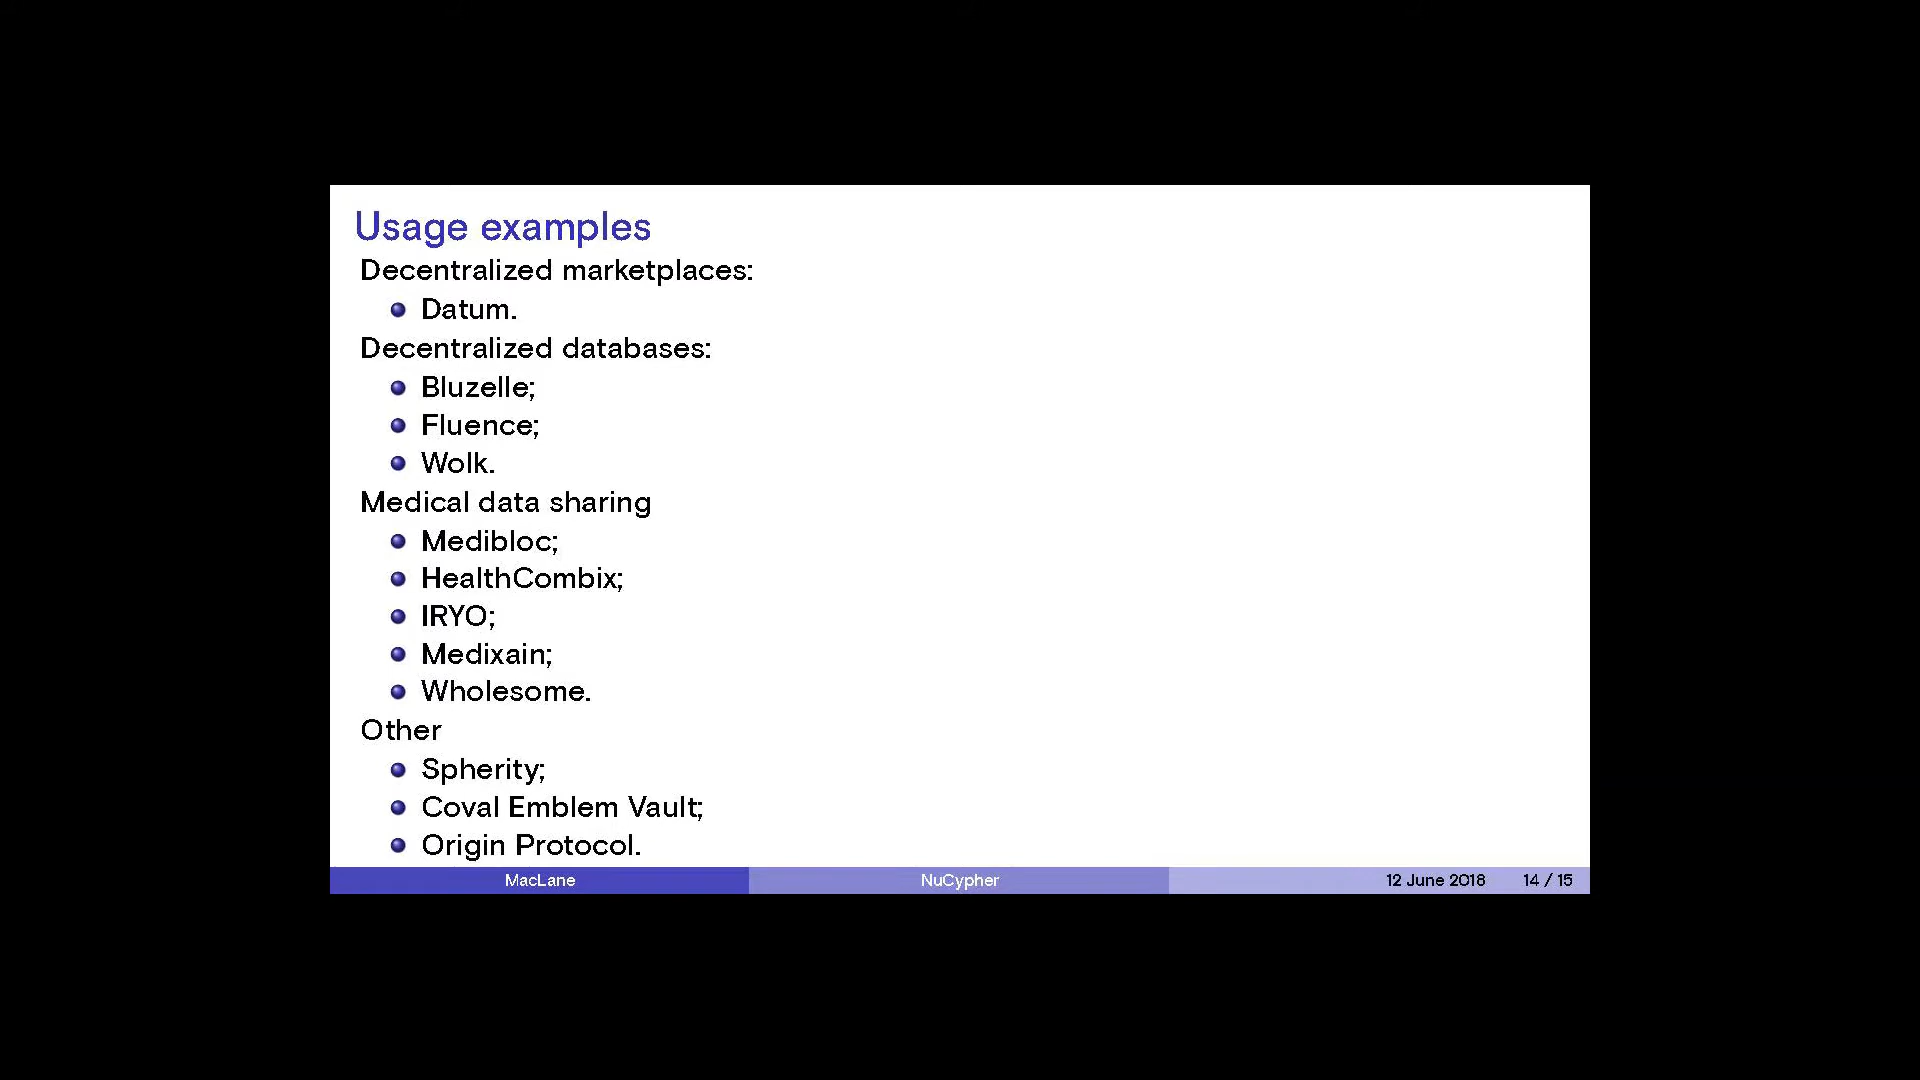 Usage examples
Decentralized marketplaces:
Datum.
Decentralized databases:
Bluzelle;
Fluence;
Wolk.
Medical data sharing
Medibloc;
HealthCombix;
IRYO;
Medixain;
Wholesome.
Other
Spherity;
Coval Emblem Vault;
Origin Protocol.
MacLane NuCypher 12 June 2018 14 / 15